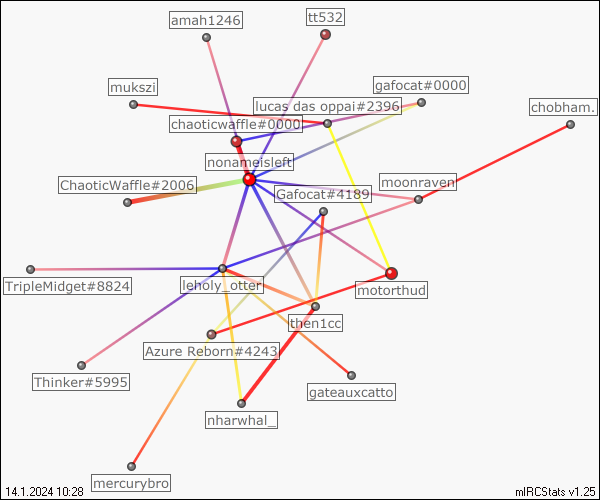 amah1246
tt532
mukszi
gafocat#0000
lucas das oppai#2396
chobham.
chaoticwaffle#0000
nonameisleft
ChaoticWaffle#2006
moonraven
Gafocat#4189
TripleMidget#8824
leholy_otter
motorthud
then1cc
Azure Reborn#4243
Thinker#5995
gateauxcatto
nharwhal_
mercurybro
14.1.2024 10:28
mIRCStats v1.25